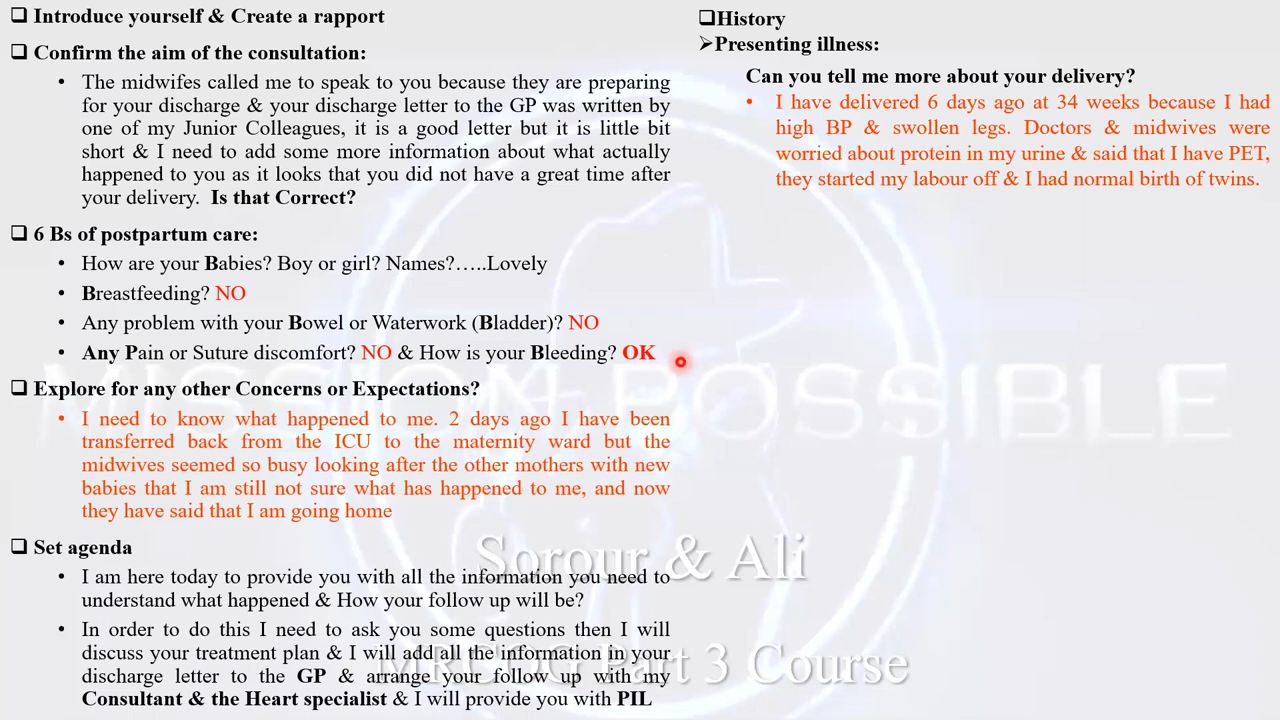 ❑ Introduce yourself & Create a rapport
❑ Confirm the aim of the consultation:
• The midwifes called me to speak to you because they are preparing
for your discharge & your discharge letter to the GP was written by
one of my Junior Colleagues, it is a good letter but it is little bit
short & I need to add some more information about what actually
happened to you as it looks that you did not have a great time after
your delivery. Is that Correct?
❑ 6 Bs of postpartum care:
• How are your Babies? Boy or girl? Names?…..Lovely
• Breastfeeding? NO
• Any problem with your Bowel or Waterwork (Bladder)? NO
• Any Pain or Suture discomfort? NO & How is your Bleeding? OK
❑ Explore for any other Concerns or Expectations?
• I need to know what happened to me. 2 days ago I have been
transferred back from the ICU to the maternity ward but the
midwives seemed so busy looking after the other mothers with new
babies that I am still not sure what has happened to me, and now
they have said that I am going home
❑ Set agenda
• I am here today to provide you with all the information you need to
understand what happened & How your follow up will be?
• In order to do this I need to ask you some questions then I will
discuss your treatment plan & I will add all the information in your
discharge letter to the GP & arrange your follow up with my
Consultant & the Heart specialist & I will provide you with PIL
❑History
➢Presenting illness:
Can you tell me more about your delivery?
• I have delivered 6 days ago at 34 weeks because I had
high BP & swollen legs. Doctors & midwives were
worried about protein in my urine & said that I have PET,
they started my labour off & I had normal birth of twins.
MISSION POSSIBLE
Sorour & Ali
MRCOG Part 3 Course